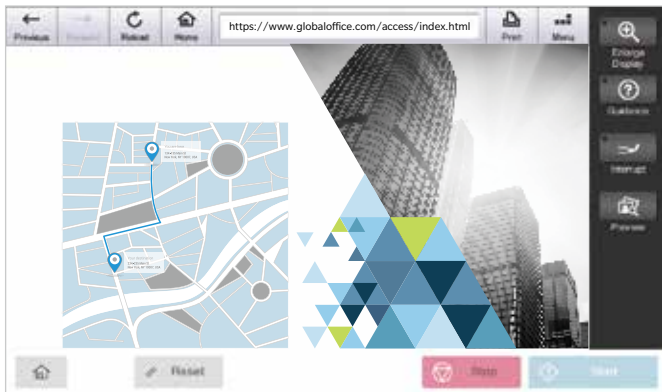 Previous
Reload
Home
https://www.globaloffice.com/access/index.html
Print
Menu
Enlarge
Display
Guidance
Interrupt
Preview
Reset
Stop
Start